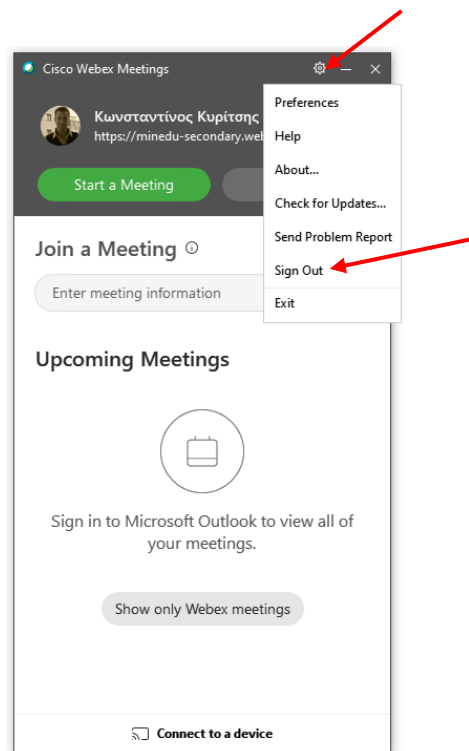 Cisco Webex Meetings
Κωνσταντίνος Κυρίτσης
https://minedu-secondary.we
Start a Meeting
Preferences
Help
About...
Check for Updates...
Send Problem Report
Sign Out
Exit
Join a Meeting
Enter meeting information
Upcoming Meetings
Sign in to Microsoft Outlook to view all of
your meetings.
Show only Webex meetings
Connect to a device